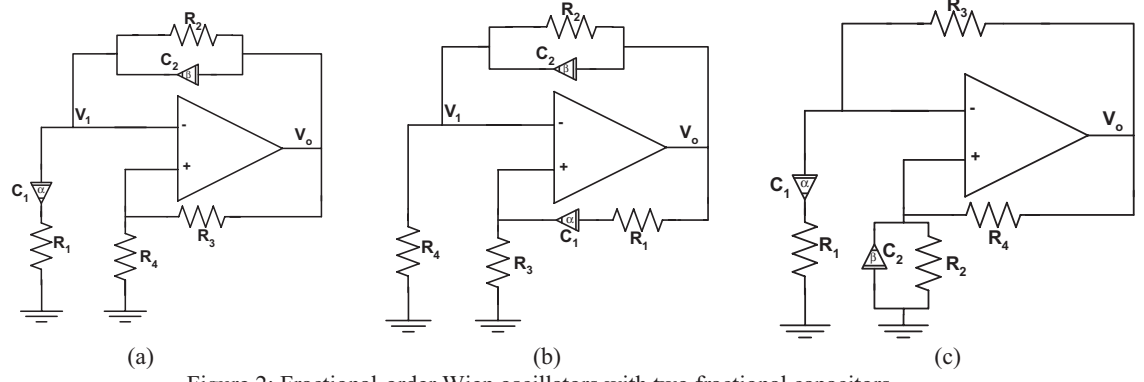 R2
C2
β
V1
-
+
Vo
C1
α
R1
R3
R4
(a)
R2
C2
β
V1
-
+
Vo
α
C1
R1
R4
R3
(b)
R3
-
+
Vo
C1
α
R1
R4
β
C2
R2
(c)
Figure 2: Fractional-order Wien oscillators with two fractional capacitors